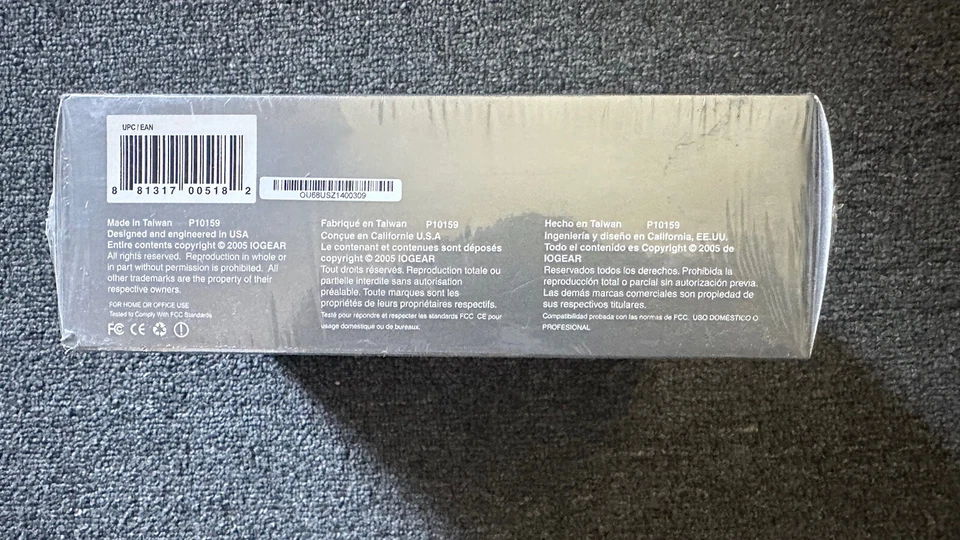 UPC/EAN
8 81317 00518 2
OU68USZ1400309
Made in Taiwan P10159
Designed and engineered in USA
Entire contents copyright © 2005 IOGEAR
All rights reserved. Reproduction in whole or
in part without permission is prohibited. All
other trademarks are the property of their
respective owners.
FOR HOME OR OFFICE USE
Tested to Comply With FCC Standards
FC CE
Fabriqué en Taiwan P10159
Conçue en Californie U.S.A
Le contenant et contenues sont déposés
copyright © 2005 IOGEAR
Tout droits réservés. Reproduction totale ou
partielle interdite sans autorisation
préalable. Toute marques sont les
propriétés de leurs propriétaires respectifs.
Testé pour répondre et respecter les standards FCC CE pour
usage domestique ou de bureaux.
Hecho en Taiwan P10159
Ingeniería y diseño en California, EE.UU.
Todo el contenido es Copyright © 2005 de
IOGEAR
Reservados todos los derechos. Prohibida la
reproducción total o parcial sin autorización previa.
Las demás marcas comerciales son propiedad de
sus respectivos titulares.
Compatibilidad probada con las normas de FCC. USO DOMÉSTICO O
PROFESIONAL